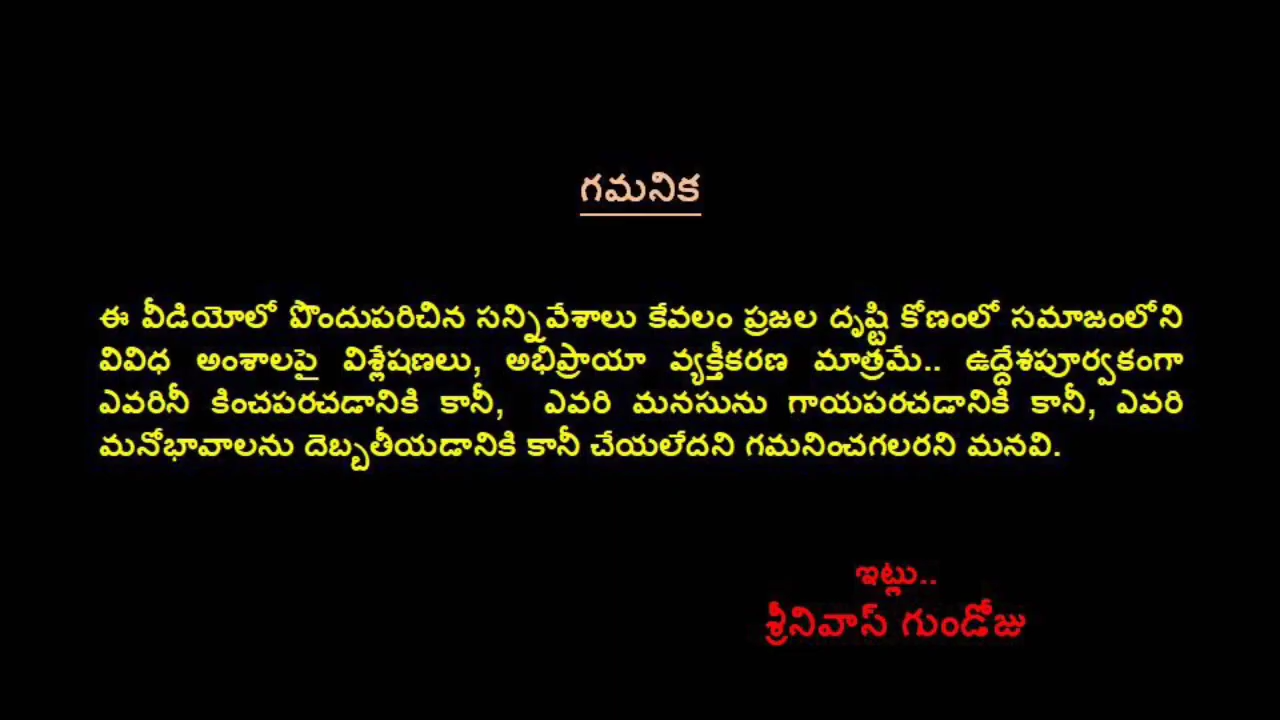 గమనిక
ఈ వీడియోలో పొందుపరిచిన సన్నివేశాలు కేవలం ప్రజల దృష్టి కోణంలో సమాజంలోని
వివిధ అంశాలపై విశ్లేషణలు, అభిప్రాయా వ్యక్తీకరణ మాత్రమే.. ఉద్దేశపూర్వకంగా
ఎవరినీ కించపరచడానికి కానీ, ఎవరి మనసును గాయపరచడానికి కానీ, ఎవరి
మనోభావాలను దెబ్బతీయడానికి కానీ చేయలేదని గమనించగలరని మనవి.
ఇట్లు..
శ్రీనివాస్ గుండోజు